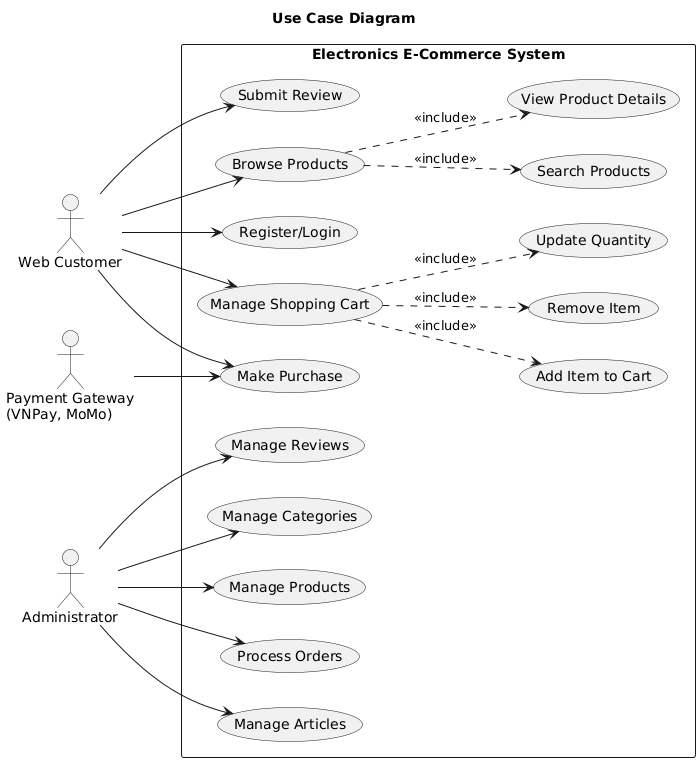 Use Case Diagram
Electronics E-Commerce System
Submit Review
View Product Details
«include»
Browse Products
«include»
Search Products
Web Customer
Register/Login
Update Quantity
«include»
Manage Shopping Cart
«include»
Remove Item
«include»
Payment Gateway
(VNPay, MoMo)
Make Purchase
Add Item to Cart
Manage Reviews
Manage Categories
Administrator
Manage Products
Process Orders
Manage Articles